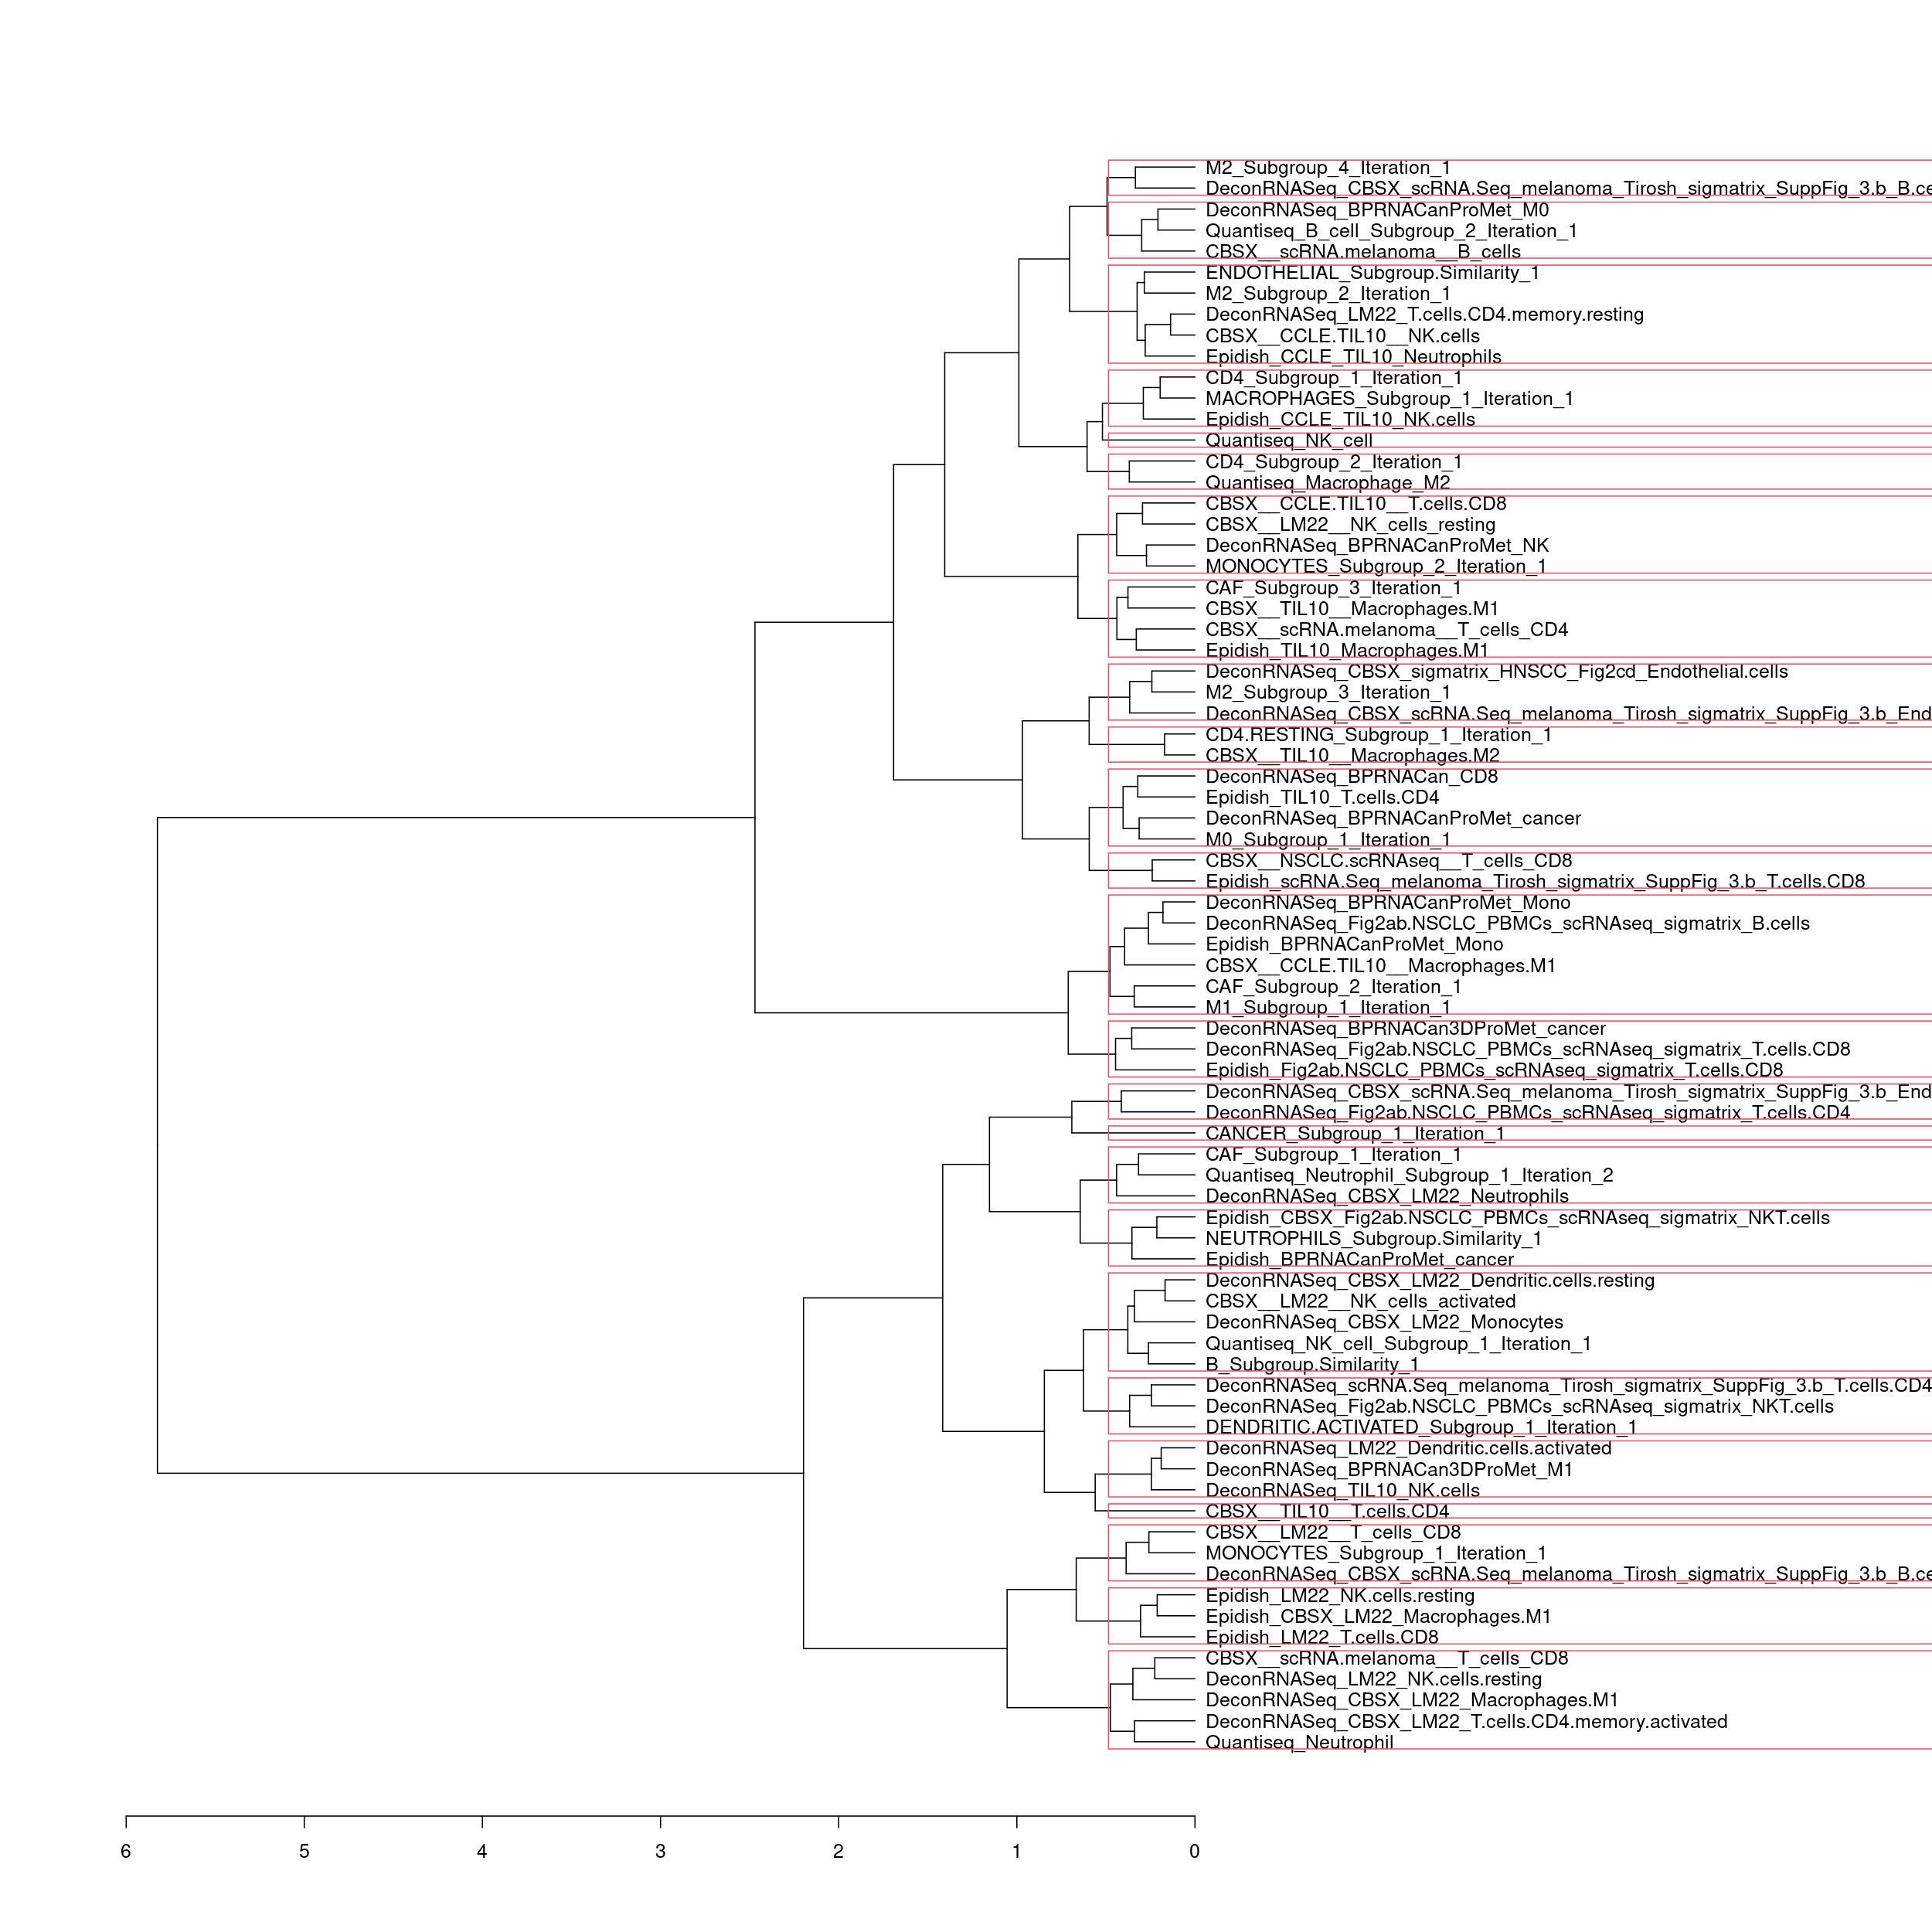 M2_Subgroup_4_Iteration_1
DeconRNASeq_CBSX_scRNA.Seq_melanoma_Tirosh_sigmatrix_SuppFig_3.b_B.ce
DeconRNASeq_BPRNACanProMet_M0
Quantiseq_B_cell_Subgroup_2_Iteration_1
CBSX__scRNA.melanoma__B_cells
ENDOTHELIAL_Subgroup.Similarity_1
M2_Subgroup_2_Iteration_1
DeconRNASeq_LM22_T.cells.CD4.memory.resting
CBSX__CCLE.TIL10__NK.cells
Epidish_CCLE_TIL10_Neutrophils
CD4_Subgroup_1_Iteration_1
MACROPHAGES_Subgroup_1_Iteration_1
Epidish_CCLE_TIL10_NK.cells
Quantiseq_NK_cell
CD4_Subgroup_2_Iteration_1
Quantiseq_Macrophage_M2
CBSX__CCLE.TIL10__T.cells.CD8
CBSX__LM22__NK_cells_resting
DeconRNASeq_BPRNACanProMet_NK
MONOCYTES_Subgroup_2_Iteration_1
CAF_Subgroup_3_Iteration_1
CBSX__TIL10__Macrophages.M1
CBSX__scRNA.melanoma__T_cells_CD4
Epidish_TIL10_Macrophages.M1
DeconRNASeq_CBSX_sigmatrix_HNSCC_Fig2cd_Endothelial.cells
M2_Subgroup_3_Iteration_1
DeconRNASeq_CBSX_scRNA.Seq_melanoma_Tirosh_sigmatrix_SuppFig_3.b_End
CD4.RESTING_Subgroup_1_Iteration_1
CBSX__TIL10__Macrophages.M2
DeconRNASeq_BPRNACan_CD8
Epidish_TIL10_T.cells.CD4
DeconRNASeq_BPRNACanProMet_cancer
M0_Subgroup_1_Iteration_1
CBSX__NSCLC.scRNAseq__T_cells_CD8
Epidish_scRNA.Seq_melanoma_Tirosh_sigmatrix_SuppFig_3.b_T.cells.CD8
DeconRNASeq_BPRNACanProMet_Mono
DeconRNASeq_Fig2ab.NSCLC_PBMCs_scRNAseq_sigmatrix_B.cells
Epidish_BPRNACanProMet_Mono
CBSX__CCLE.TIL10__Macrophages.M1
CAF_Subgroup_2_Iteration_1
M1_Subgroup_1_Iteration_1
DeconRNASeq_BPRNACan3DProMet_cancer
DeconRNASeq_Fig2ab.NSCLC_PBMCs_scRNAseq_sigmatrix_T.cells.CD8
Epidish_Fig2ab.NSCLC_PBMCs_scRNAseq_sigmatrix_T.cells.CD8
DeconRNASeq_CBSX_scRNA.Seq_melanoma_Tirosh_sigmatrix_SuppFig_3.b_End
DeconRNASeq_Fig2ab.NSCLC_PBMCs_scRNAseq_sigmatrix_T.cells.CD4
CANCER_Subgroup_1_Iteration_1
CAF_Subgroup_1_Iteration_1
Quantiseq_Neutrophil_Subgroup_1_Iteration_2
DeconRNASeq_CBSX_LM22_Neutrophils
Epidish_CBSX_Fig2ab.NSCLC_PBMCs_scRNAseq_sigmatrix_NKT.cells
NEUTROPHILS_Subgroup.Similarity_1
Epidish_BPRNACanProMet_cancer
DeconRNASeq_CBSX_LM22_Dendritic.cells.resting
CBSX__LM22__NK_cells_activated
DeconRNASeq_CBSX_LM22_Monocytes
Quantiseq_NK_cell_Subgroup_1_Iteration_1
B_Subgroup.Similarity_1
DeconRNASeq_scRNA.Seq_melanoma_Tirosh_sigmatrix_SuppFig_3.b_T.cells.CD4
DeconRNASeq_Fig2ab.NSCLC_PBMCs_scRNAseq_sigmatrix_NKT.cells
DENDRITIC.ACTIVATED_Subgroup_1_Iteration_1
DeconRNASeq_LM22_Dendritic.cells.activated
DeconRNASeq_BPRNACan3DProMet_M1
DeconRNASeq_TIL10_NK.cells
CBSX__TIL10__T.cells.CD4
CBSX__LM22__T_cells_CD8
MONOCYTES_Subgroup_1_Iteration_1
DeconRNASeq_CBSX_scRNA.Seq_melanoma_Tirosh_sigmatrix_SuppFig_3.b_B.ce
Epidish_LM22_NK.cells.resting
Epidish_CBSX_LM22_Macrophages.M1
Epidish_LM22_T.cells.CD8
CBSX__scRNA.melanoma__T_cells_CD8
DeconRNASeq_LM22_NK.cells.resting
DeconRNASeq_CBSX_LM22_Macrophages.M1
DeconRNASeq_CBSX_LM22_T.cells.CD4.memory.activated
Quantiseq_Neutrophil
6 5 4 3 2 1 0